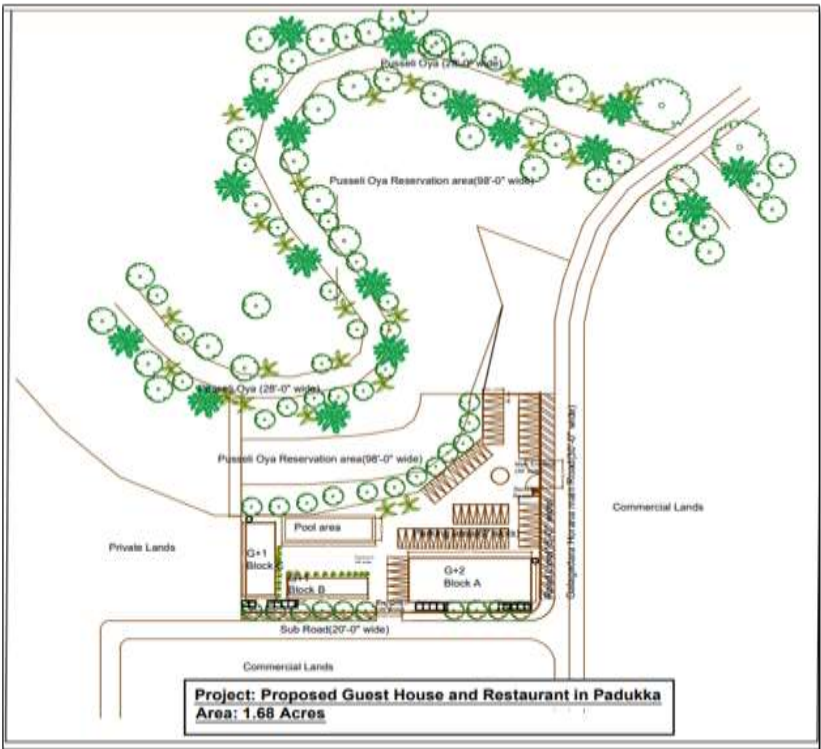 Pusseli Oya (28'-0" wide)
Pusseli Oya Reservation area(98'-0" wide)
Pusseli Oya (28'-0" wide)
Pusseli Oya Reservation area(98'-0" wide)
Commercial Lands
Private Lands
Pool area
G+1
Block
G+1
Block B
G+2
Block A
Sub Road(20'-0" wide)
Commercial Lands
Project: Proposed Guest House and Restaurant in Padukka
Area: 1.68 Acres